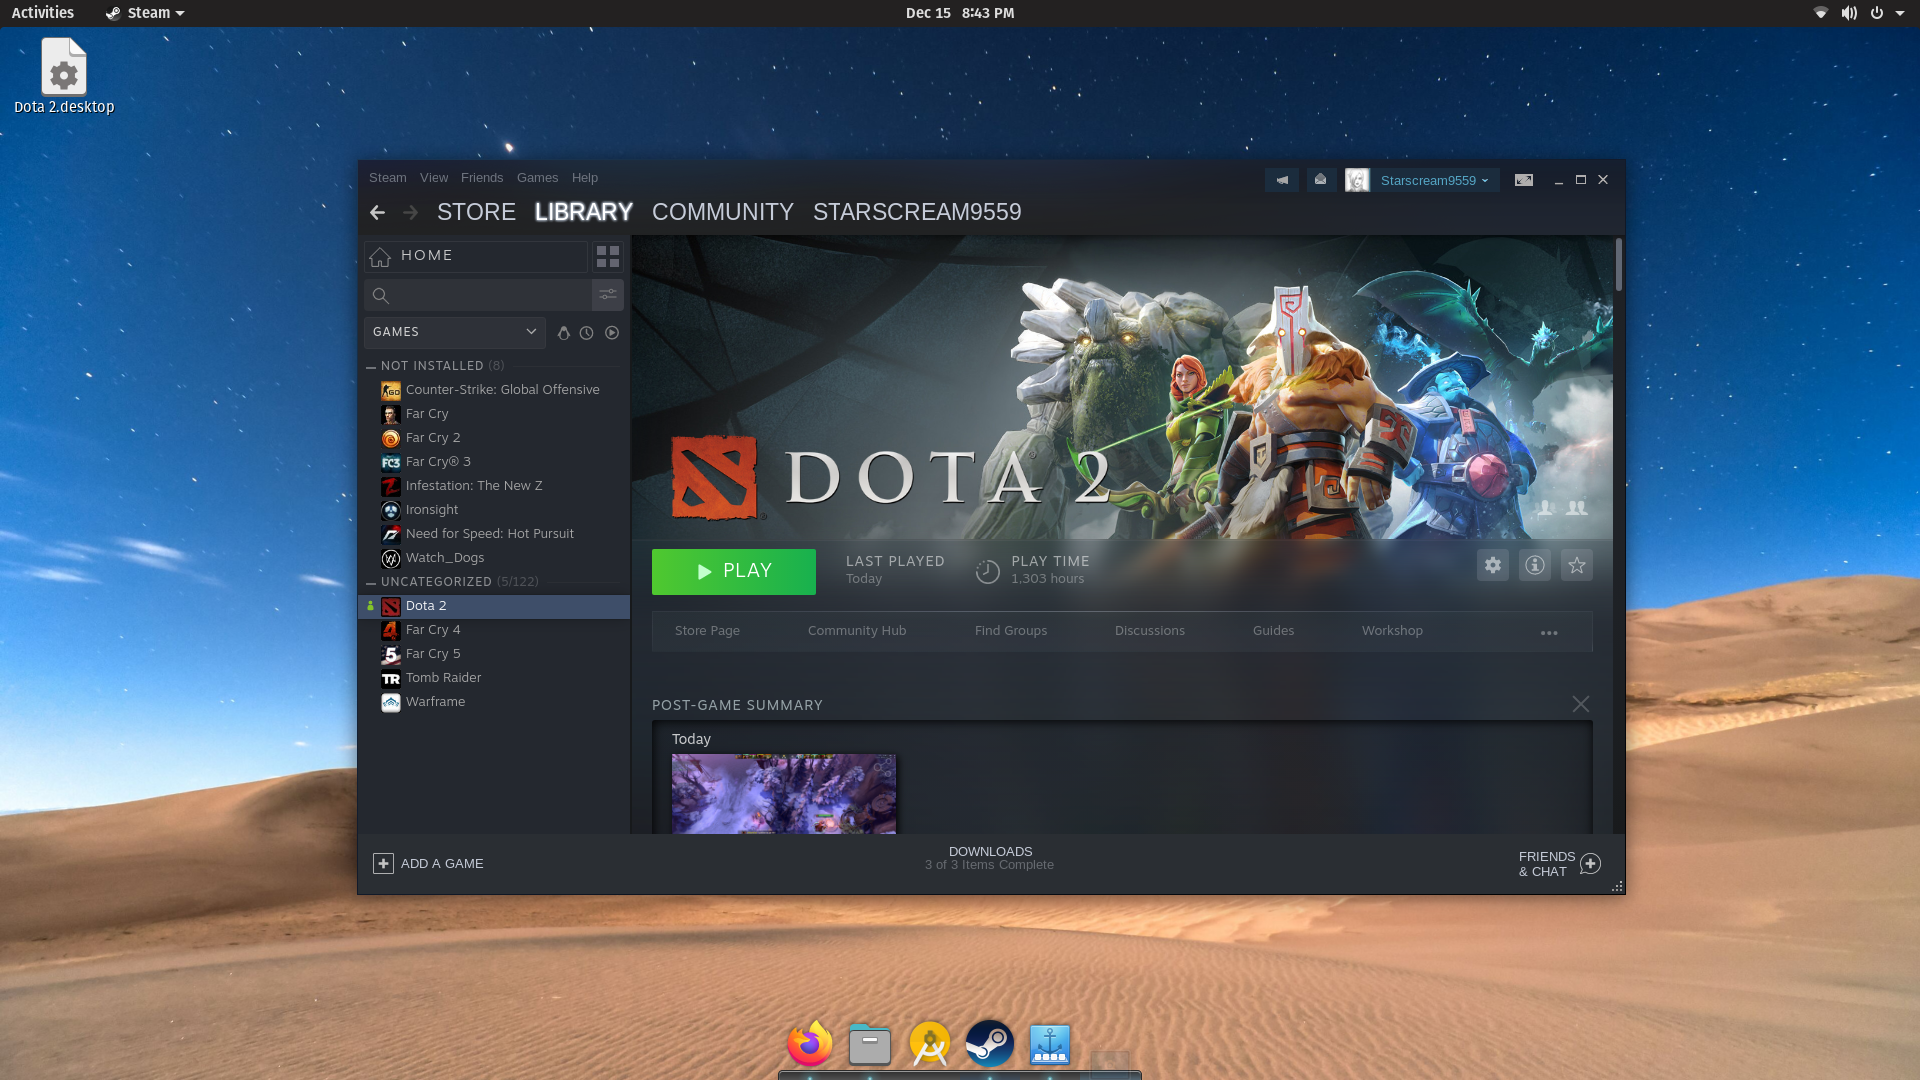 Activities
Steam
Dec 15 8:43 PM
Dota 2.desktop
Steam View Friends Games Help
Starscream9559
STORE LIBRARY COMMUNITY STARSCREAM9559
HOME
GAMES
NOT INSTALLED (8)
GO Counter-Strike: Global Offensive
Far Cry
Far Cry 2
FC3 Far Cry® 3
Infestation: The New Z
Ironsight
Need for Speed: Hot Pursuit
Watch_Dogs
UNCATEGORIZED (5/122)
Dota 2
4 Far Cry 4
5 Far Cry 5
TR Tomb Raider
Warframe
DOTA 2
PLAY
LAST PLAYED
Today
PLAY TIME
1,303 hours
Store Page Community Hub Find Groups Discussions Guides Workshop
POST-GAME SUMMARY
Today
ADD A GAME
DOWNLOADS
3 of 3 Items Complete
FRIENDS
& CHAT